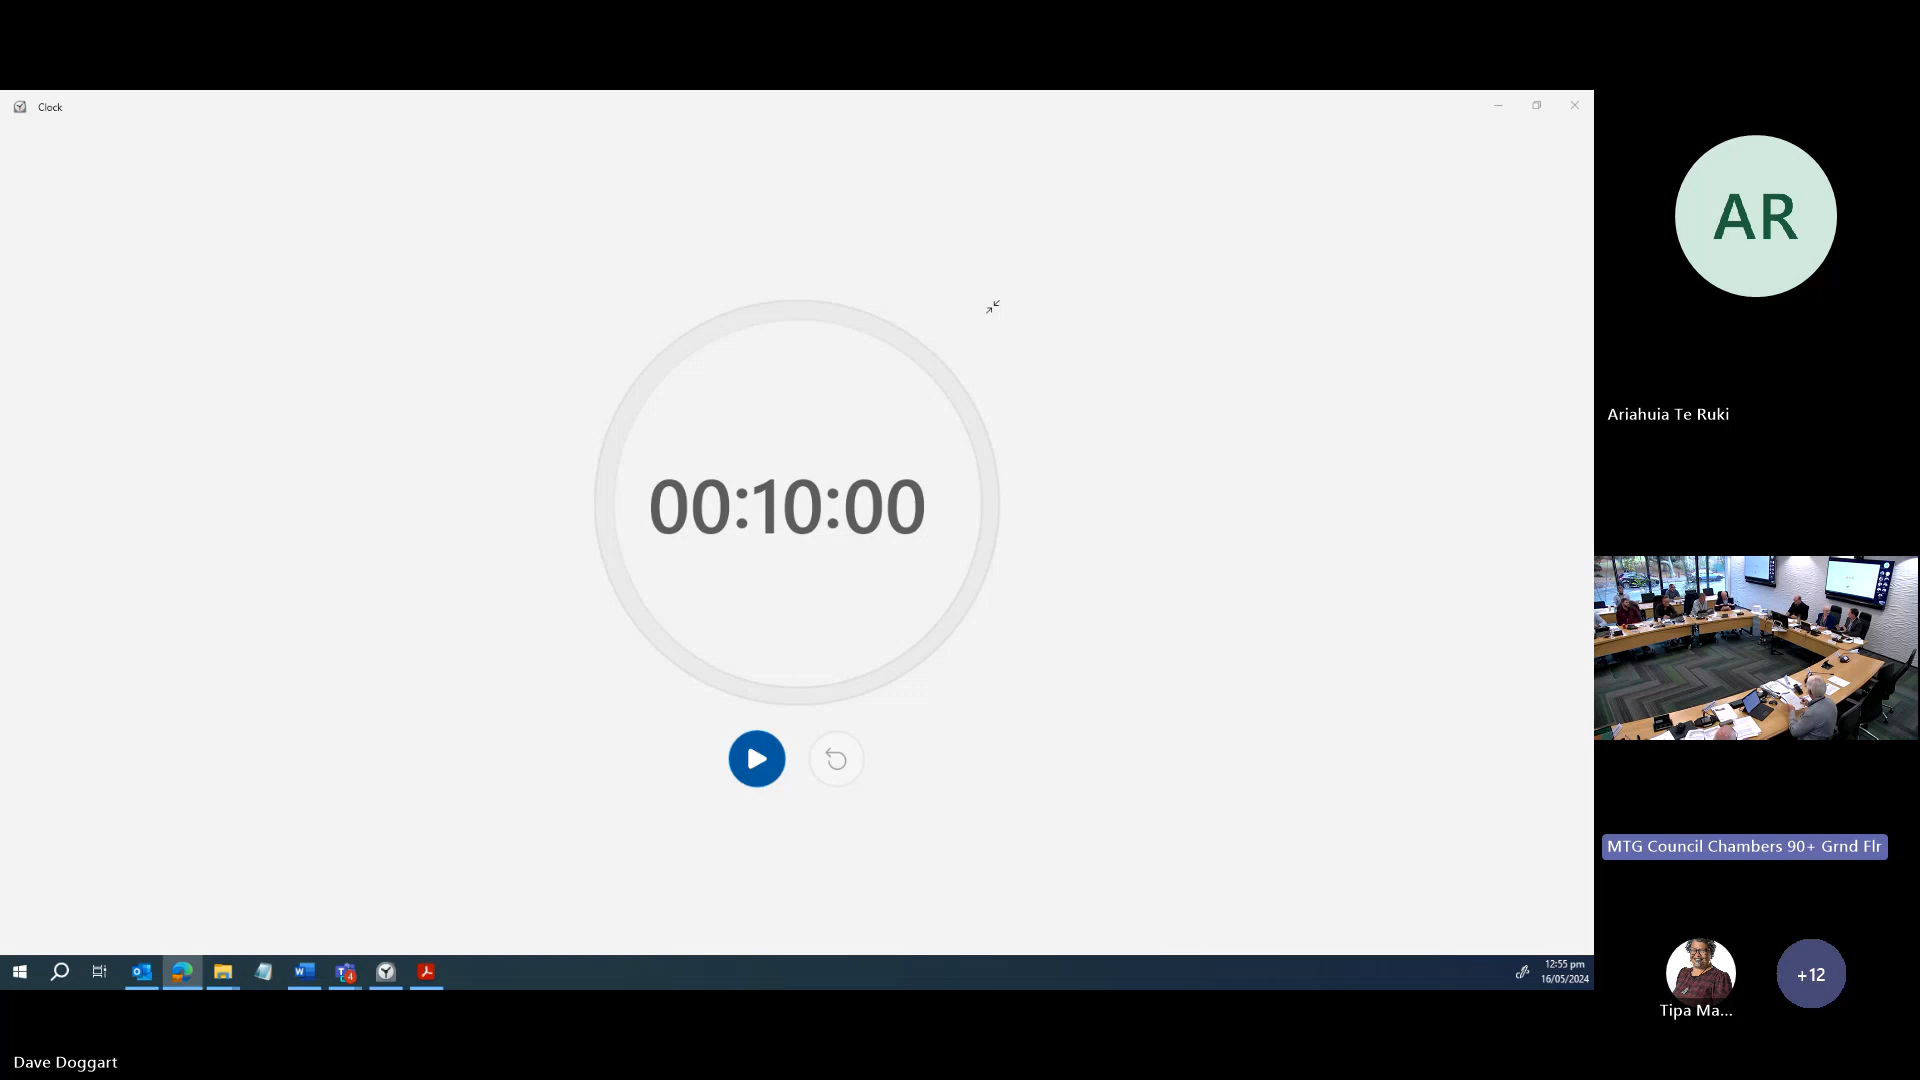 Clock
AR
Ariahuia Te Ruki
00:10:00
MTG Council Chambers 90+ Grnd Flr
4
12:55 pm
16/05/2024
+12
Tipa Ma...
Dave Doggart